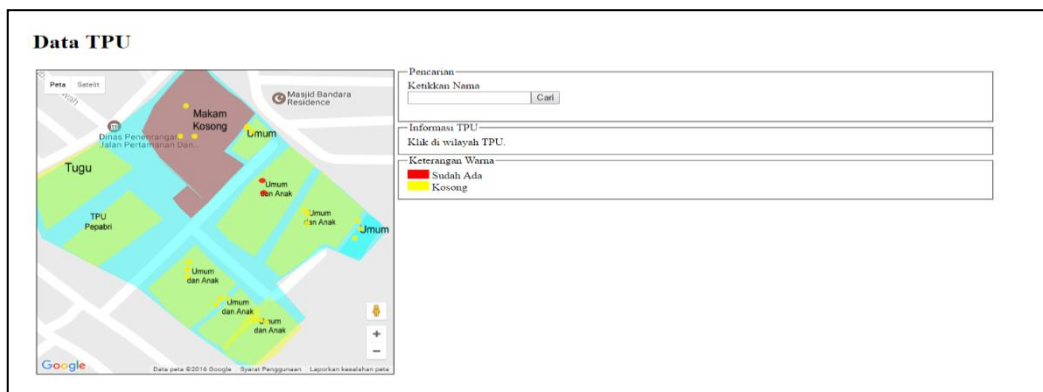 Data TPU
Peta Satelit
Masjid Bandara
Residence
Makam
Kosong
Umum
Dinas Penerangan
Jalan Pertamanan Dan...
Tugu
Umum
dan Anak
TPU
Pepabri
Umum
dan Anak
Umum
Umum
dan Anak
Umum
dan Anak
Umum
dan Anak
Google
Data peta ©2016 Google Syarat Penggunaan Laporkan kesalahan peta
Pencarian
Ketikkan Nama
Cari
Informasi TPU
Klik di wilayah TPU.
Keterangan Warna
Sudah Ada
Kosong